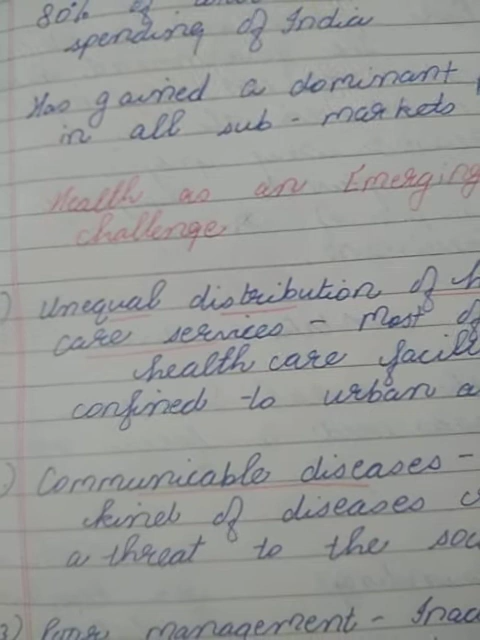 80% of
spending of India
Has gained a dominant
in all sub - markets
Health as an Emerging
challenge
) Unequal distribution of h
care services - Most of
health care facili
confined to urban a
) Communicable diseases -
kind of diseases
a threat to the soc
3) Poor management - Inad